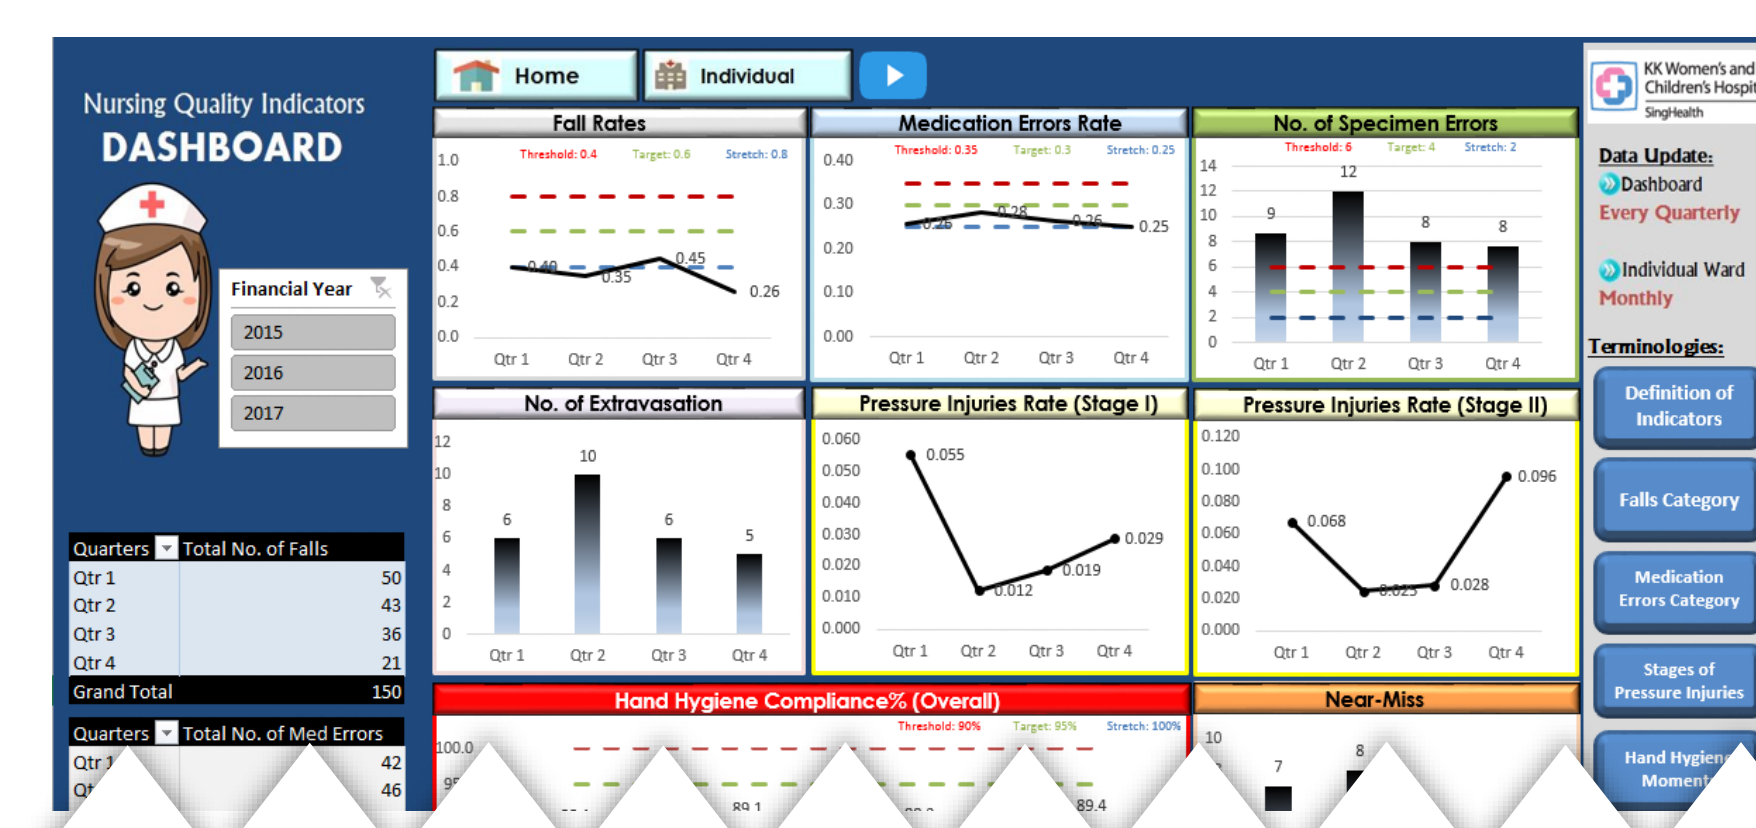 Nursing Quality Indicators
DASHBOARD
Financial Year
2015
2016
2017
Quarters Total No. of Falls
Qtr 1 50
Qtr 2 43
Qtr 3 36
Qtr 4 21
Grand Total 150
Quarters Total No. of Med Errors
Qtr 1 42
46
Home
Individual
Fall Rates
Threshold: 0.4 Target: 0.6 Stretch: 0.8
1.0
0.8
0.6
0.4
0.2
0.0
0.40
0.35
0.45
0.26
Qtr 1 Qtr 2 Qtr 3 Qtr 4
Medication Errors Rate
Threshold: 0.35 Target: 0.3 Stretch: 0.25
0.40
0.30
0.20
0.10
0.00
0.26
0.28
0.26
0.25
Qtr 1 Qtr 2 Qtr 3 Qtr 4
No. of Specimen Errors
Threshold: 6 Target: 4 Stretch: 2
14
12
10
8
6
4
2
0
9
12
8
8
Qtr 1 Qtr 2 Qtr 3 Qtr 4
No. of Extravasation
12
10
8
6
4
2
0
6
10
6
5
Qtr 1 Qtr 2 Qtr 3 Qtr 4
Pressure Injuries Rate (Stage I)
0.060
0.050
0.040
0.030
0.020
0.010
0.000
0.055
0.012
0.019
0.029
Qtr 1 Qtr 2 Qtr 3 Qtr 4
Pressure Injuries Rate (Stage II)
0.120
0.100
0.080
0.060
0.040
0.020
0.000
0.068
0.025
0.028
0.096
Qtr 1 Qtr 2 Qtr 3 Qtr 4
Hand Hygiene Compliance% (Overall)
Threshold: 90% Target: 95% Stretch: 100%
100.0
89.1
89.4
Near-Miss
10
7
8
KK Women's and
Children's Hospit
SingHealth
Data Update:
Dashboard
Every Quarterly
Individual Ward
Monthly
Terminologies:
Definition of
Indicators
Falls Category
Medication
Errors Category
Stages of
Pressure Injuries
Hand Hygiene
Moment